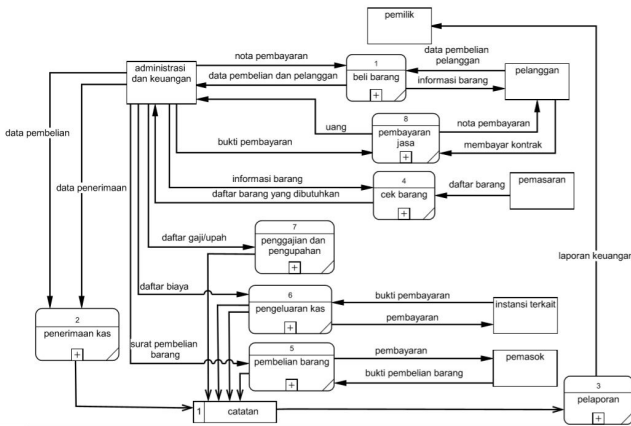 pemilik
administrasi
dan keuangan
nota pembayaran
data pembelian dan pelanggan
1
beli barang
data pembelian
pelanggan
informasi barang
pelanggan
data pembelian
data penerimaan
uang
bukti pembayaran
8
pembayaran
jasa
nota pembayaran
membayar kontrak
informasi barang
daftar barang yang dibutuhkan
4
cek barang
daftar barang
pemasaran
daftar gaji/upah
7
penggajian dan
pengupahan
laporan keuangan
daftar biaya
6
pengeluaran kas
bukti pembayaran
pembayaran
instansi terkait
2
penerimaan kas
surat pembelian
barang
5
pembelian barang
pembayaran
bukti pembelian barang
pemasok
1
catatan
3
pelaporan